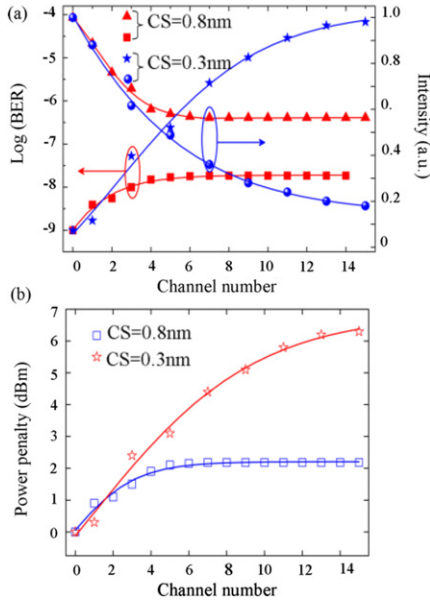 (a)
-4
-5
-6
-7
-8
-9
Log (BER)
CS=0.8nm
CS=0.3nm
1.0
0.8
0.
0.4
0.2
0
Intensity (a.u.)
0 2 4 6 8 10 12 14
Channel number
(b)
7
6
5
4
3
2
1
0
Power penalty (dBm)
CS=0.8nm
CS=0.3nm
0 2 4 6 8 10 12 14
Channel number